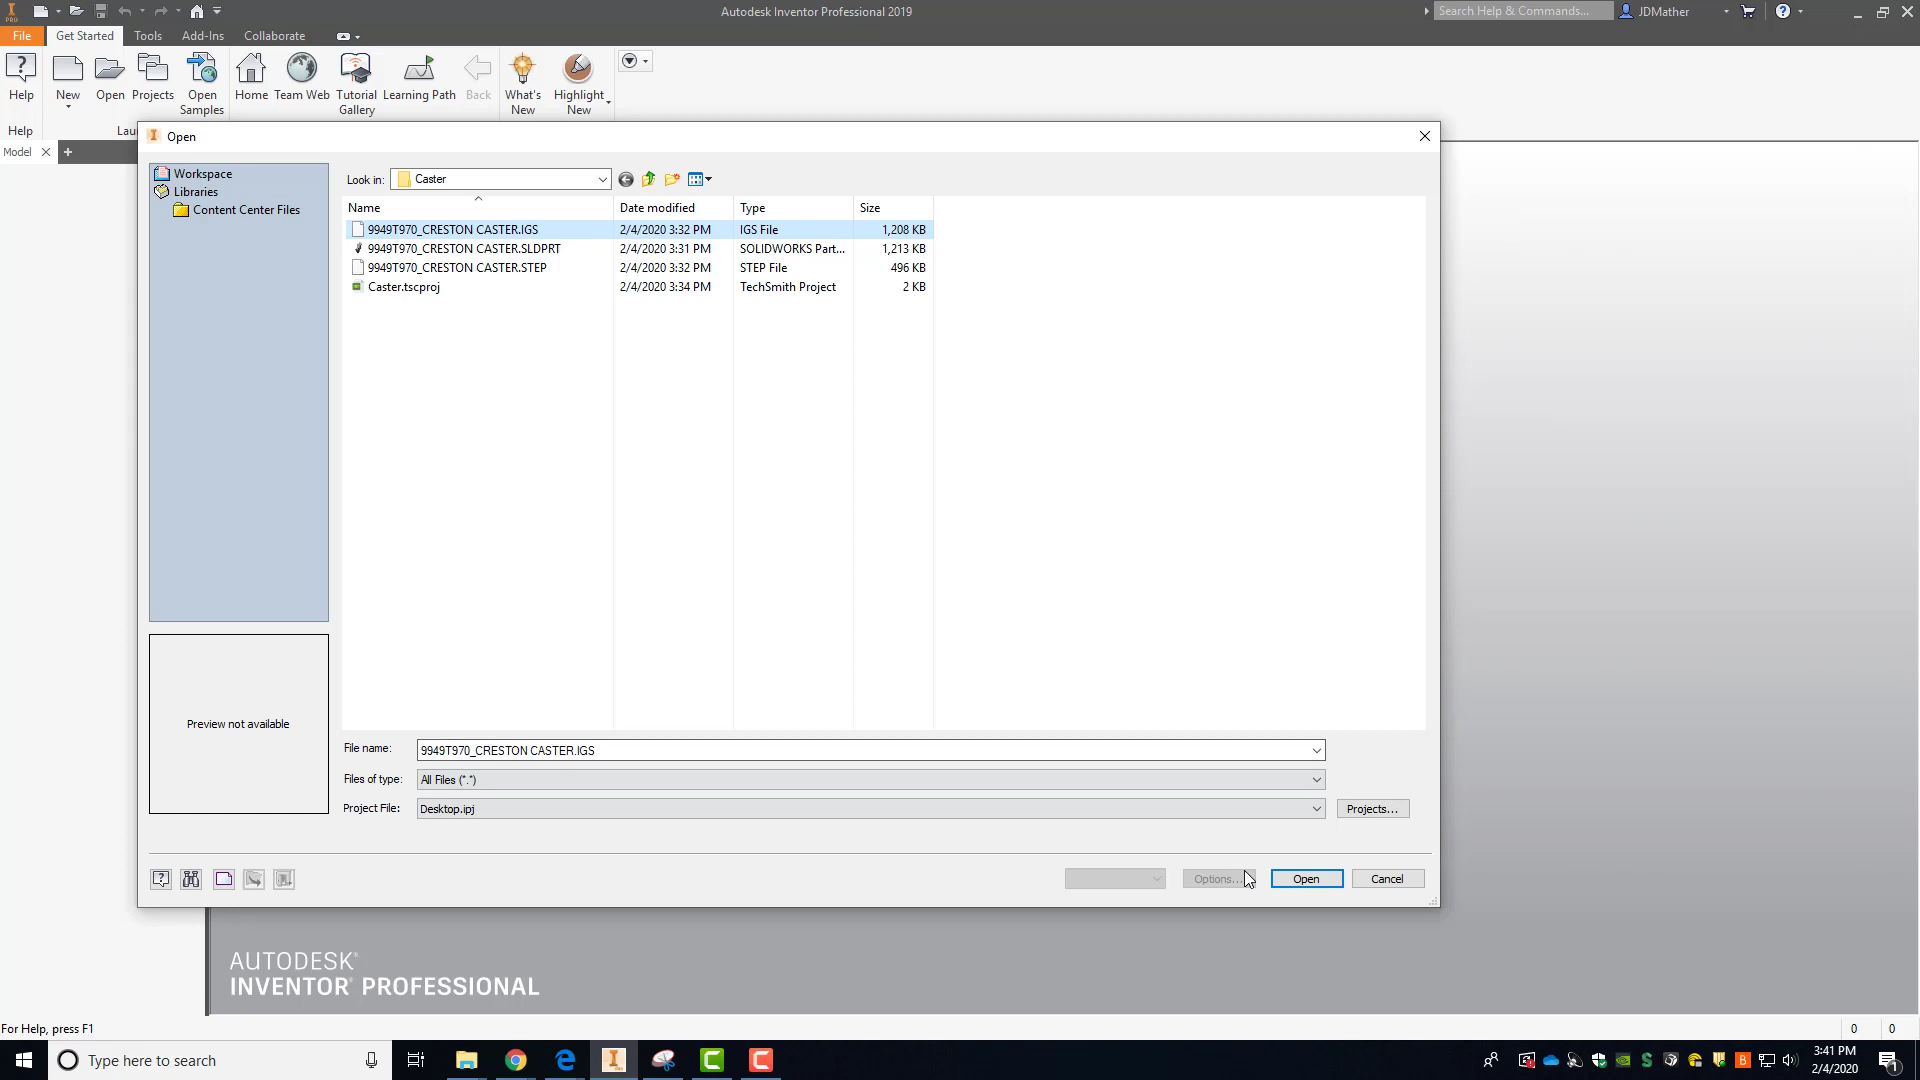 PRO
Autodesk Inventor Professional 2019
Search Help & Commands...
JDMather
File
Get Started
Tools
Add-Ins
Collaborate
Help
New
Open
Projects
Open Samples
Home
Team Web
Tutorial Gallery
Learning Path
Back
What's New
Highlight New
Help
Lau
Model
Open
Workspace
Libraries
Content Center Files
Look in:
Caster
Name
Date modified
Type
Size
9949T970_CRESTON CASTER.IGS 2/4/2020 3:32 PM IGS File 1,208 KB
9949T970_CRESTON CASTER.SLDPRT 2/4/2020 3:31 PM SOLIDWORKS Part... 1,213 KB
9949T970_CRESTON CASTER.STEP 2/4/2020 3:32 PM STEP File 496 KB
Caster.tscproj 2/4/2020 3:34 PM TechSmith Project 2 KB
Preview not available
File name:
9949T970_CRESTON CASTER.IGS
Files of type:
All Files (*.*)
Project File:
Desktop.ipj
Projects...
Options...
Open
Cancel
AUTODESK®
INVENTOR® PROFESSIONAL
For Help, press F1
0
0
Type here to search
3:41 PM
2/4/2020
1